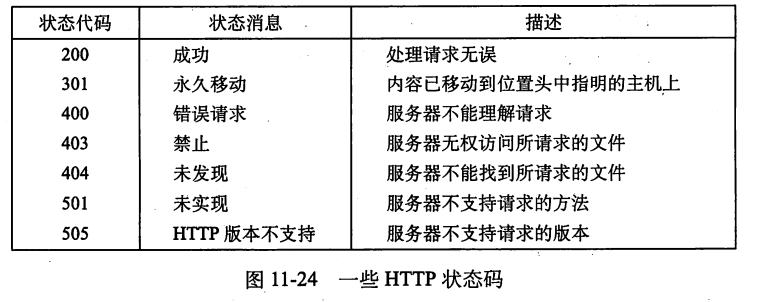 状态代码 状态消息 描述
200 成功 处理请求无误
301 永久移动 内容已移动到位置头中指明的主机上
400 错误请求 服务器不能理解请求
403 禁止 服务器无权访问所请求的文件
404 未发现 服务器不能找到所请求的文件
501 未实现 服务器不支持请求的方法
505 HTTP 版本不支持 服务器不支持请求的版本
图 11-24 一些 HTTP 状态码